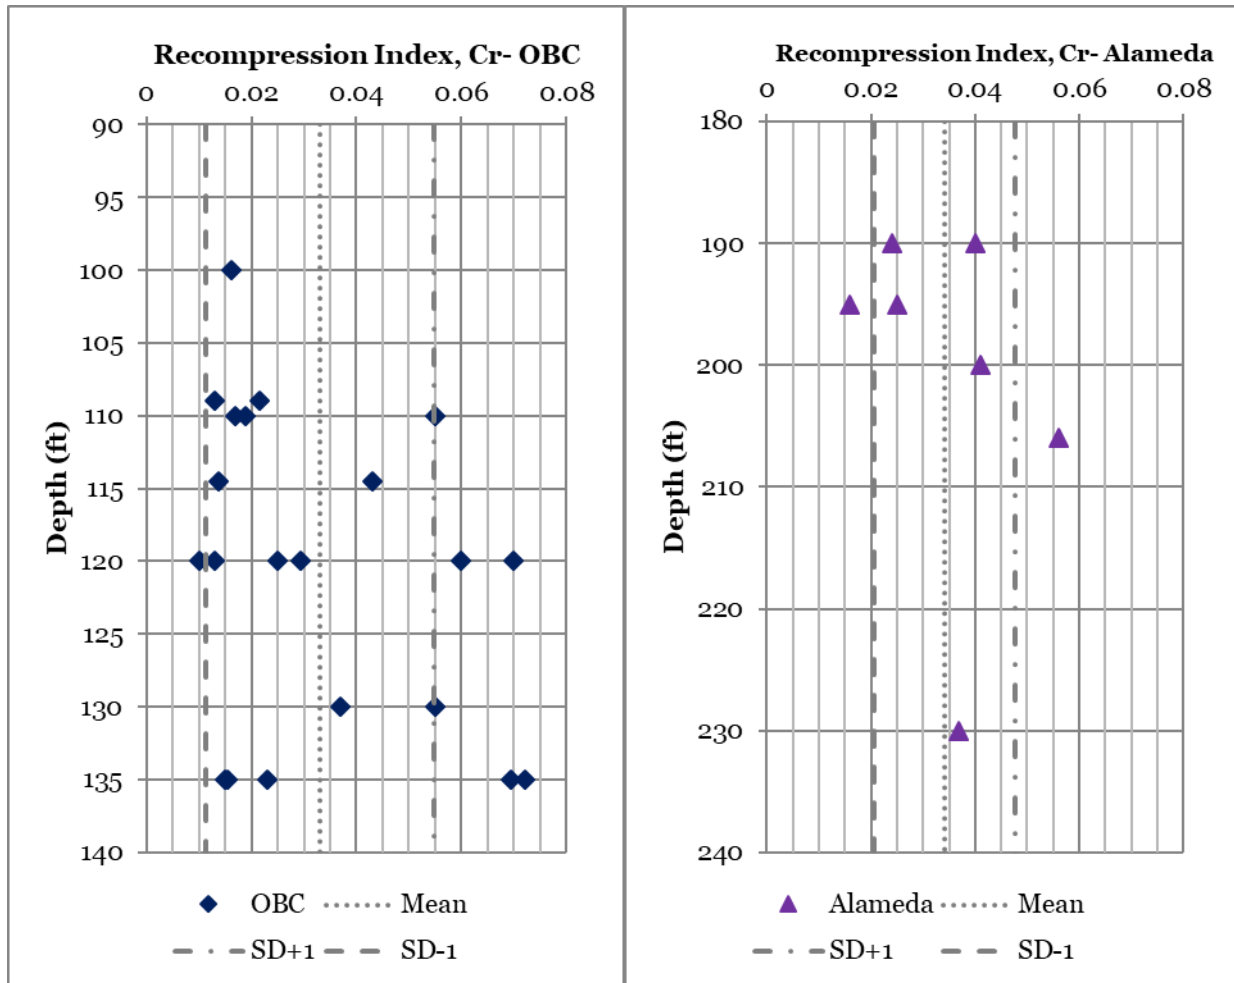 Recompression Index, Cr- OBC
0 0.02 0.04 0.06 0.08
90
95
100
105
110
115
120
125
130
135
140
Depth (ft)
OBC Mean
SD+1 SD-1
Recompression Index, Cr- Alameda
0 0.02 0.04 0.06 0.08
180
190
200
210
220
230
240
Depth (ft)
Alameda Mean
SD+1 SD-1